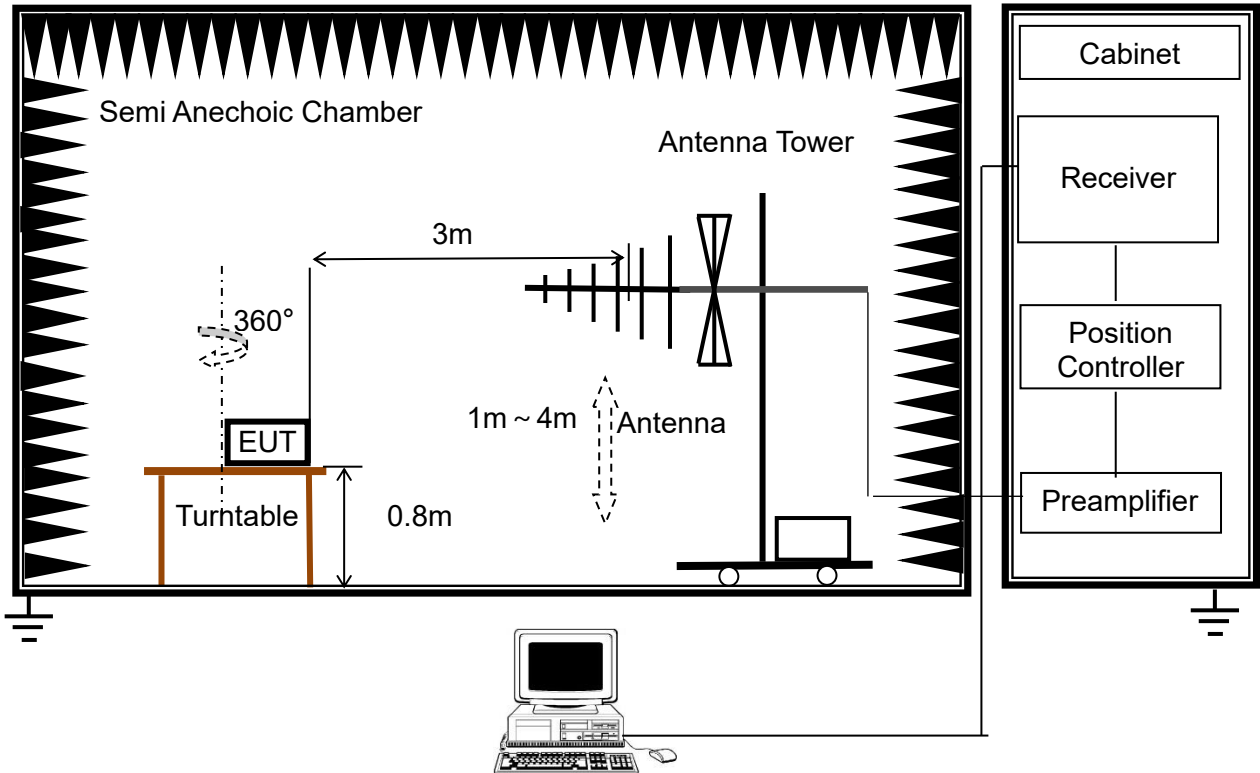 Cabinet
Semi Anechoic Chamber
Antenna Tower
Receiver
3m
360°
Position
Controller
1m ~ 4m
Antenna
EUT
Turntable
0.8m
Preamplifier